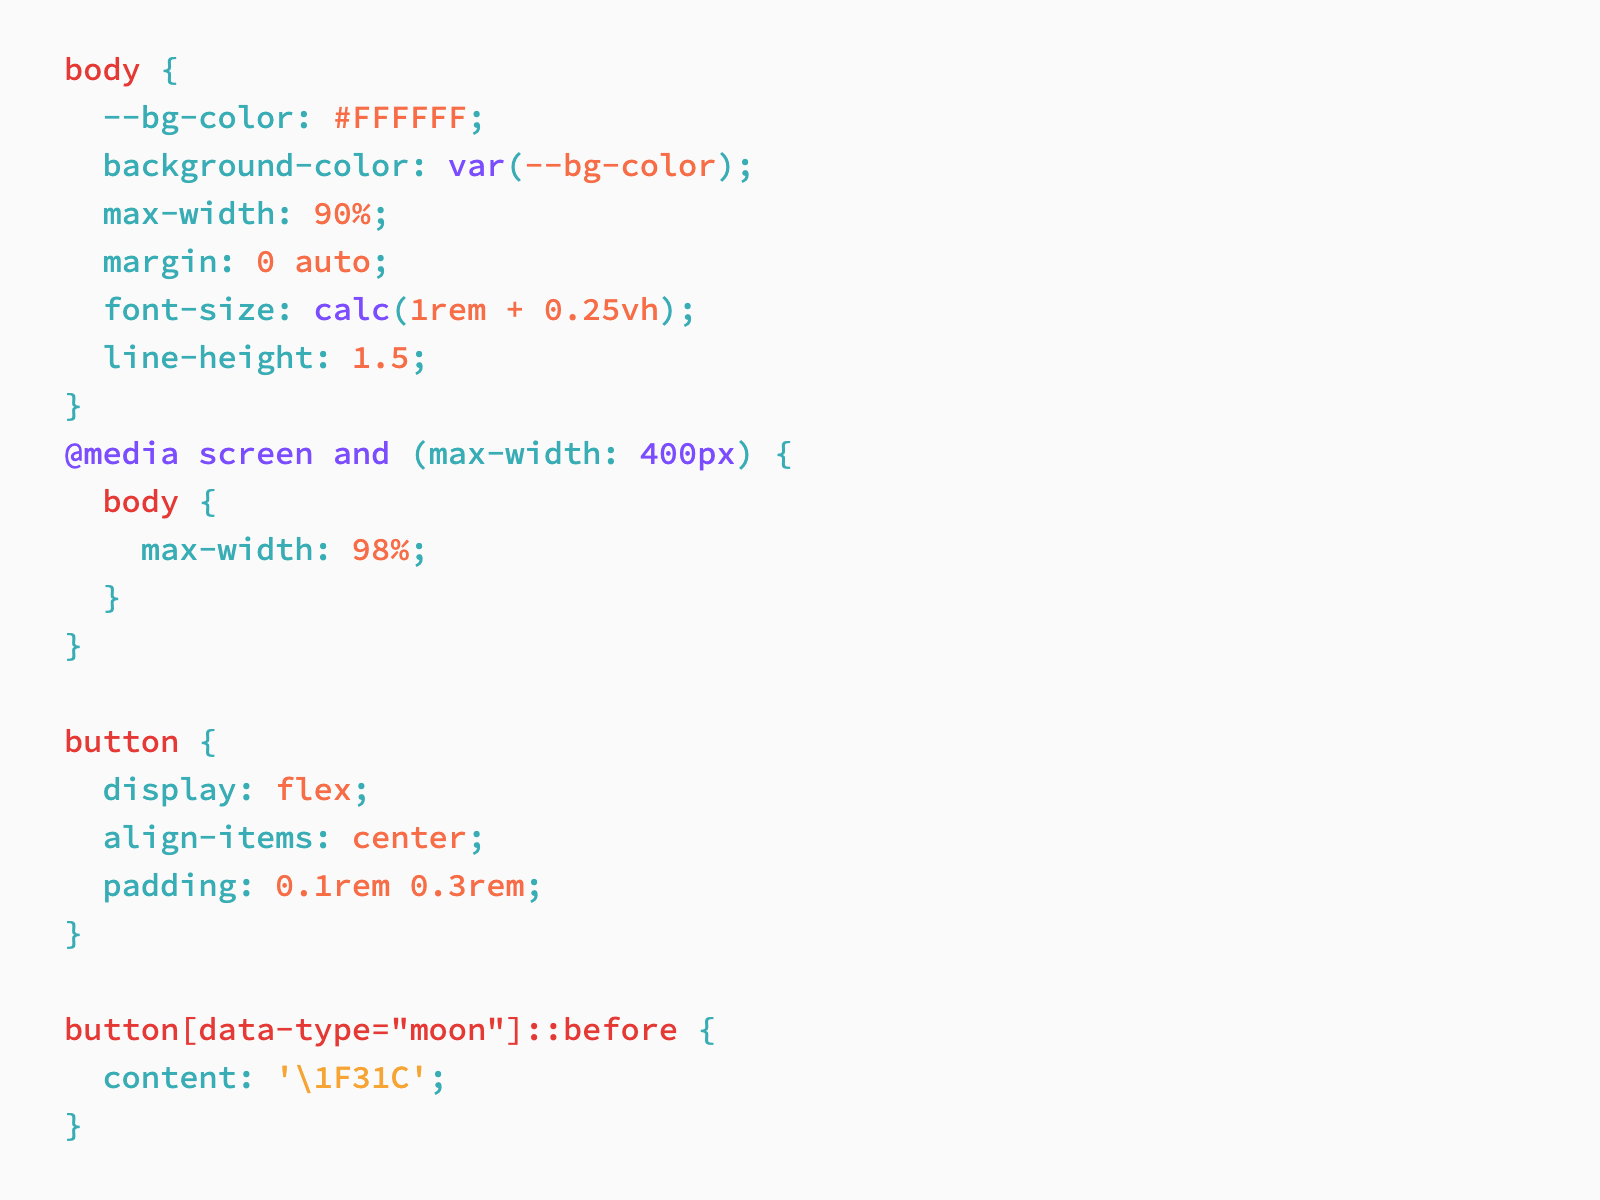 body {
  --bg-color: #FFFFFF;
  background-color: var(--bg-color);
  max-width: 90%;
  margin: 0 auto;
  font-size: calc(1rem + 0.25vh);
  line-height: 1.5;
}
@media screen and (max-width: 400px) {
  body {
    max-width: 98%;
  }
}

button {
  display: flex;
  align-items: center;
  padding: 0.1rem 0.3rem;
}

button[data-type="moon"]::before {
  content: '\1F31C';
}